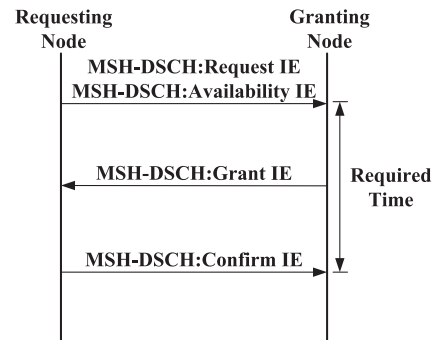 Requesting
Node
Granting
Node
MSH-DSCH:Request IE
MSH-DSCH:Availability IE
MSH-DSCH:Grant IE
Required
Time
MSH-DSCH:Confirm IE